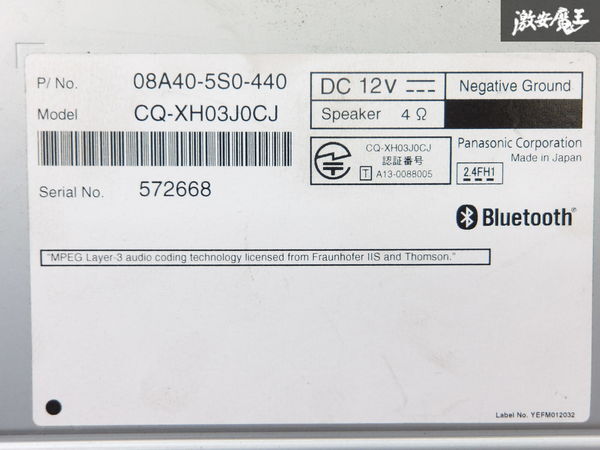 激安魔王
P/ No. 08A40-5S0-440
Model CQ-XH03J0CJ
Serial No. 572668
DC 12V
Negative Ground
Speaker 4 Ω
CQ-XH03J0CJ
認証番号
T A13-0088005
Panasonic Corporation
Made in Japan
2.4FH1
Bluetooth®
"MPEG Layer-3 audio coding technology licensed from Fraunhofer IIS and Thomson."
Label No. YEFM012032